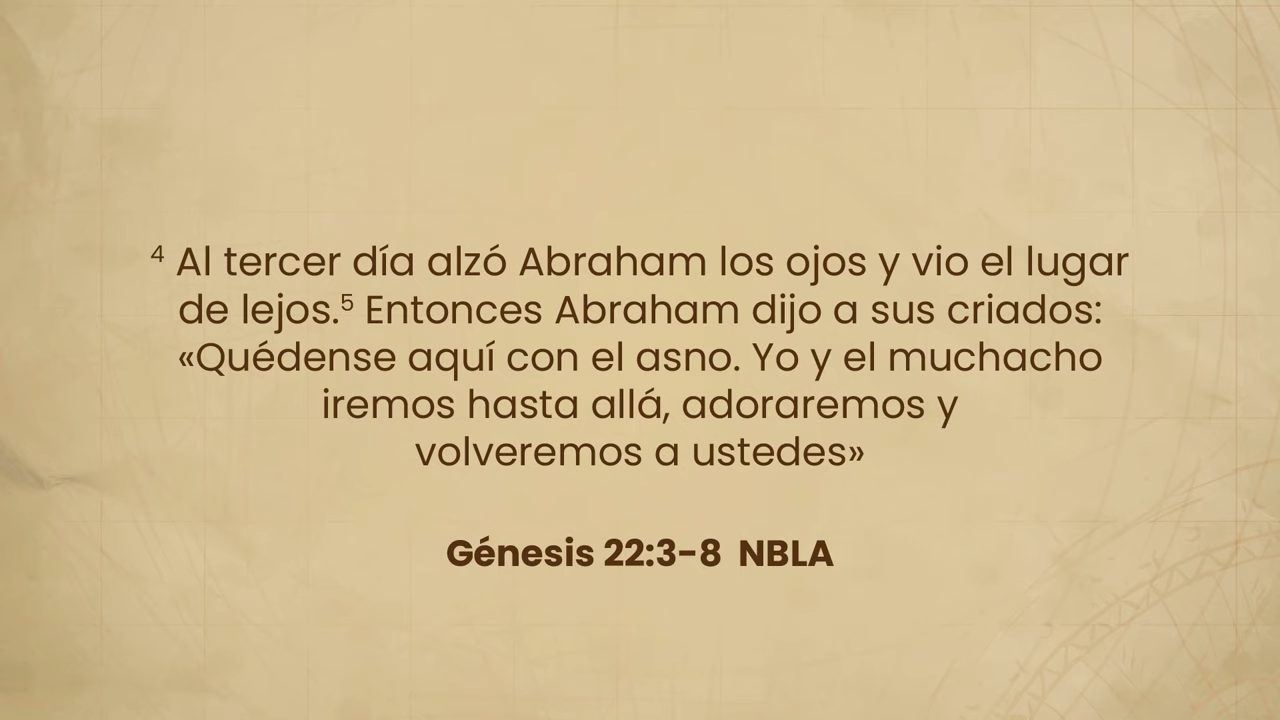 ⁴ Al tercer día alzó Abraham los ojos y vio el lugar
de lejos.⁵ Entonces Abraham dijo a sus criados:
«Quédense aquí con el asno. Yo y el muchacho
iremos hasta allá, adoraremos y
volveremos a ustedes»
Génesis 22:3-8 NBLA